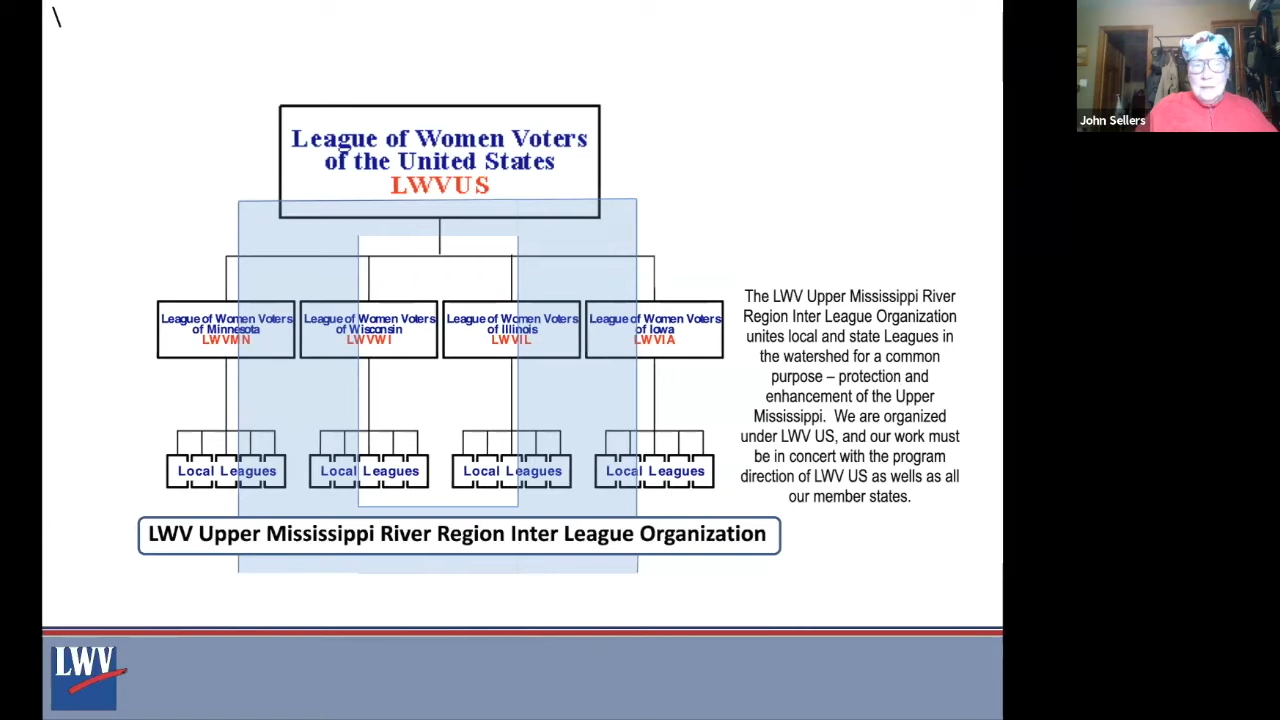 \
League of Women Voters
of the United States
LWVUS
League of Women Voters
of Minnesota
LWVMN
League of Women Voters
of Wisconsin
LWVWI
League of Women Voters
of Illinois
LWVIL
League of Women Voters
of Iowa
LWVIA
Local Leagues
Local Leagues
Local Leagues
Local Leagues
LWV Upper Mississippi River Region Inter League Organization
The LWV Upper Mississippi River
Region Inter League Organization
unites local and state Leagues in
the watershed for a common
purpose – protection and
enhancement of the Upper
Mississippi. We are organized
under LWV US, and our work must
be in concert with the program
direction of LWV US as wells as all
our member states.
LWV
John Sellers